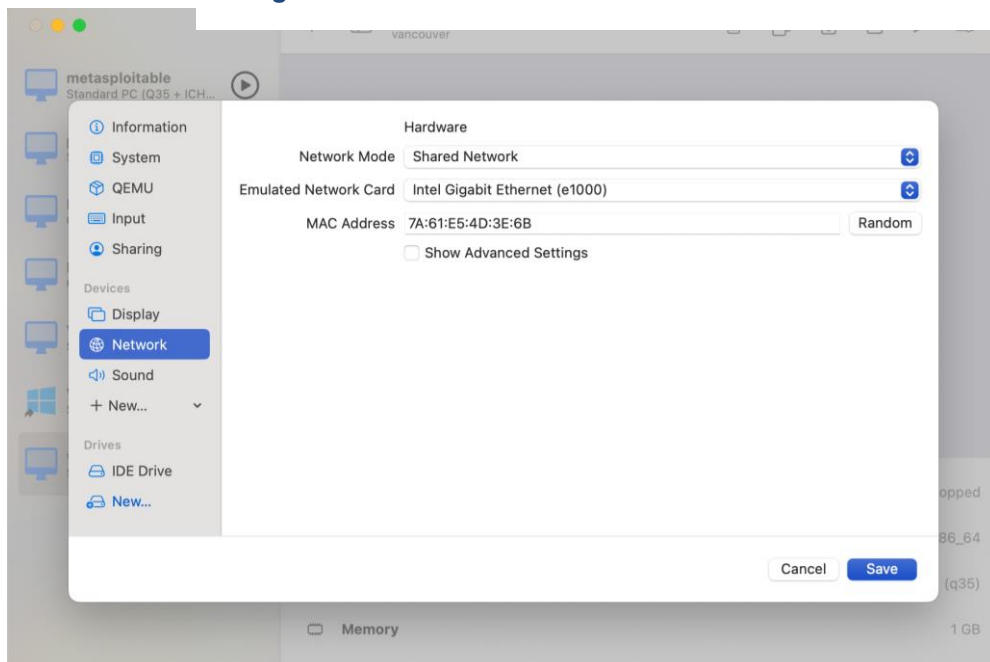 vancouver
metasploitable
Standard PC (Q35 + ICH...
Information
System
QEMU
Input
Sharing
Devices
Display
Network
Sound
New...
Drives
IDE Drive
New...
Hardware
Network Mode Shared Network
Emulated Network Card Intel Gigabit Ethernet (e1000)
MAC Address 7A:61:E5:4D:3E:6B Random
Show Advanced Settings
Cancel Save
opped
86_64
(q35)
Memory 1 GB